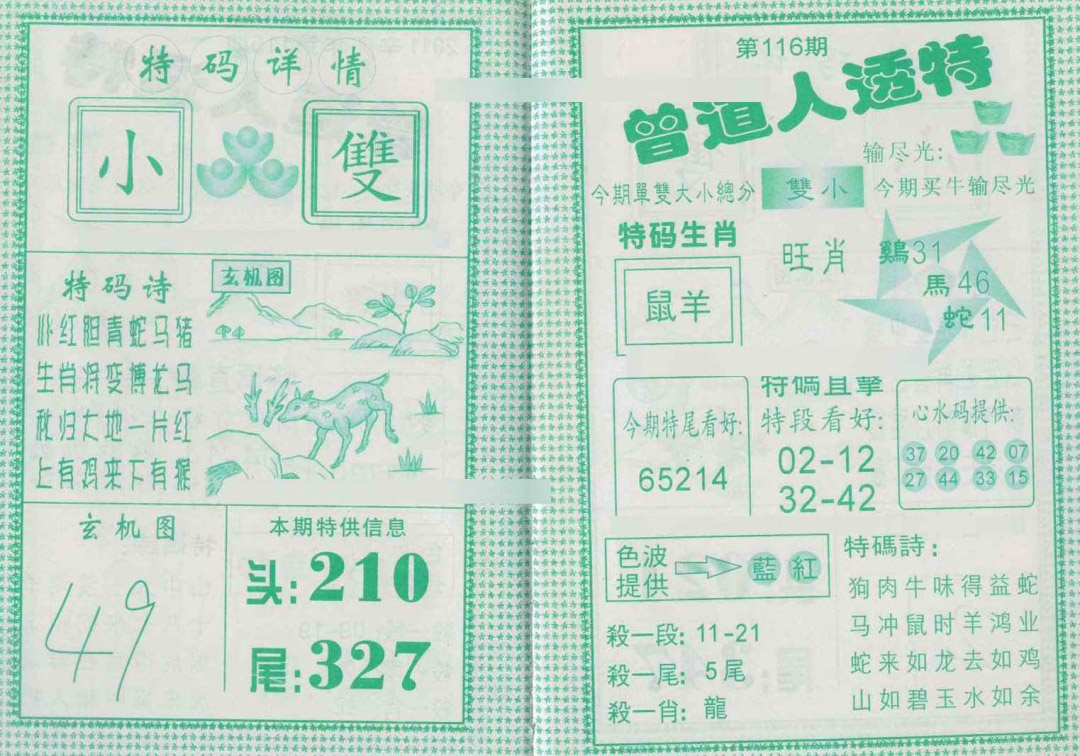 特码详情
小
雙
特码诗
红胆青蛇马猪
生肖将变博龙马
秋归大地一片红
上有鸡来下有猴
玄机图
玄机图
49
本期特供信息
头:210
尾:327
第116期
曾道人透特
输尽光:
今期單雙大小總分
雙小
今期买牛输尽光
特码生肖
鼠羊
旺肖
鷄31
馬46
蛇11
今期特尾看好:
65214
特碼直擊
特段看好:
02-12
32-42
心水码提供:
37 20 42 07
27 44 33 15
色波
提供
藍 紅
殺一段: 11-21
殺一尾: 5尾
殺一肖: 龍
特碼詩:
狗肉牛味得益蛇
马冲鼠时羊鸿业
蛇来如龙去如鸡
山如碧玉水如余